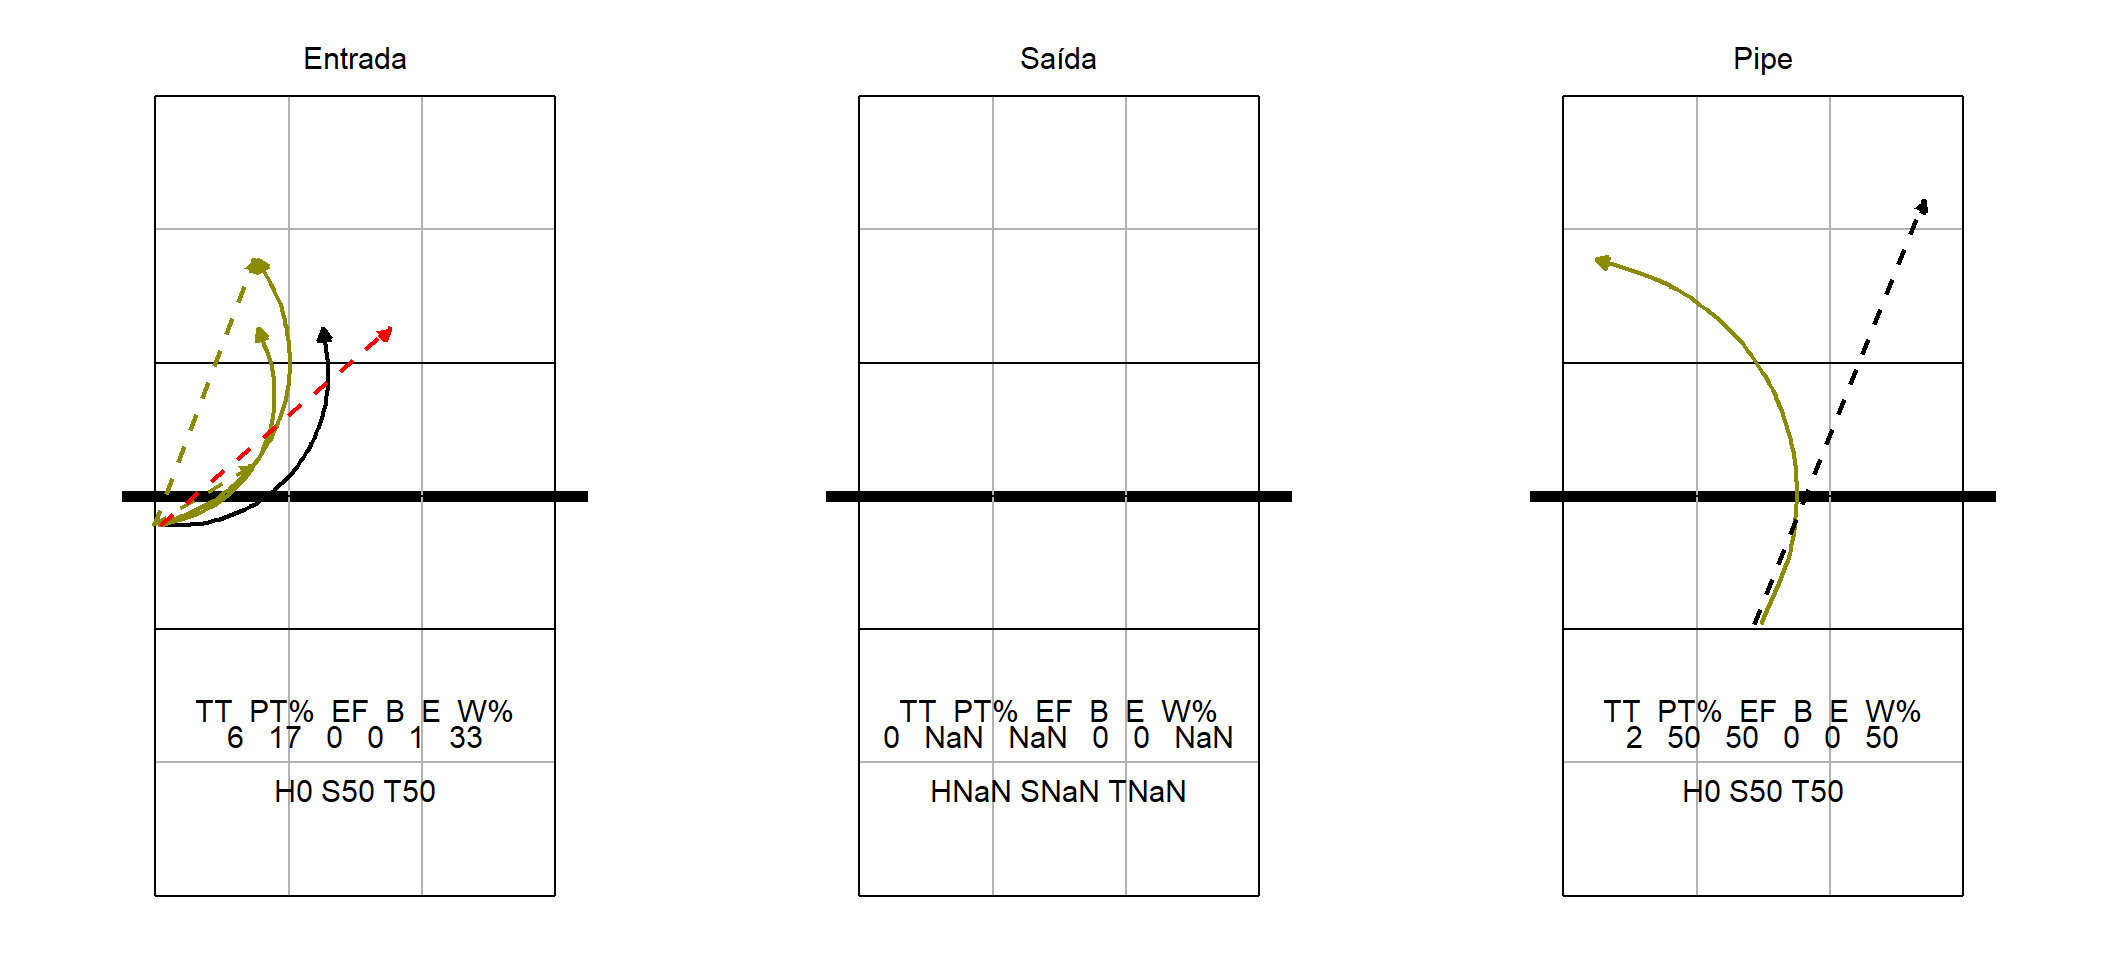 Entrada
TT PT% EF B E W%
6 17 0 0 1 33
H0 S50 T50
Saída
TT PT% EF B E W%
0 NaN NaN 0 0 NaN
HNaN SNaN TNaN
Pipe
TT PT% EF B E W%
2 50 50 0 0 50
H0 S50 T50